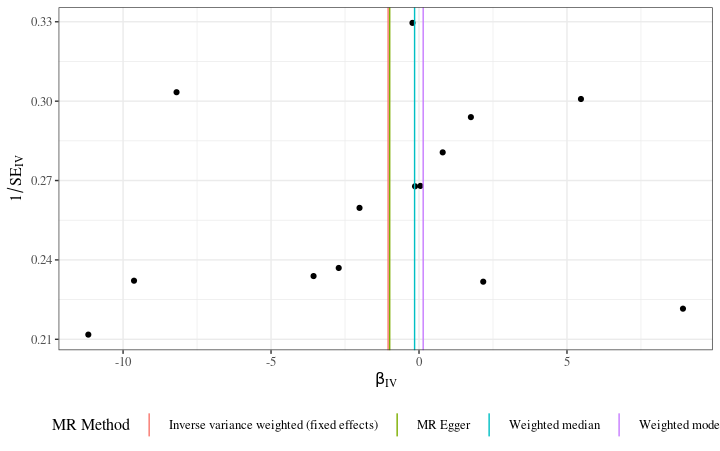 0.33
0.30
0.27
0.24
0.21
1/SE_IV
-10 -5 0 5
β_IV
MR Method Inverse variance weighted (fixed effects) MR Egger Weighted median Weighted mode